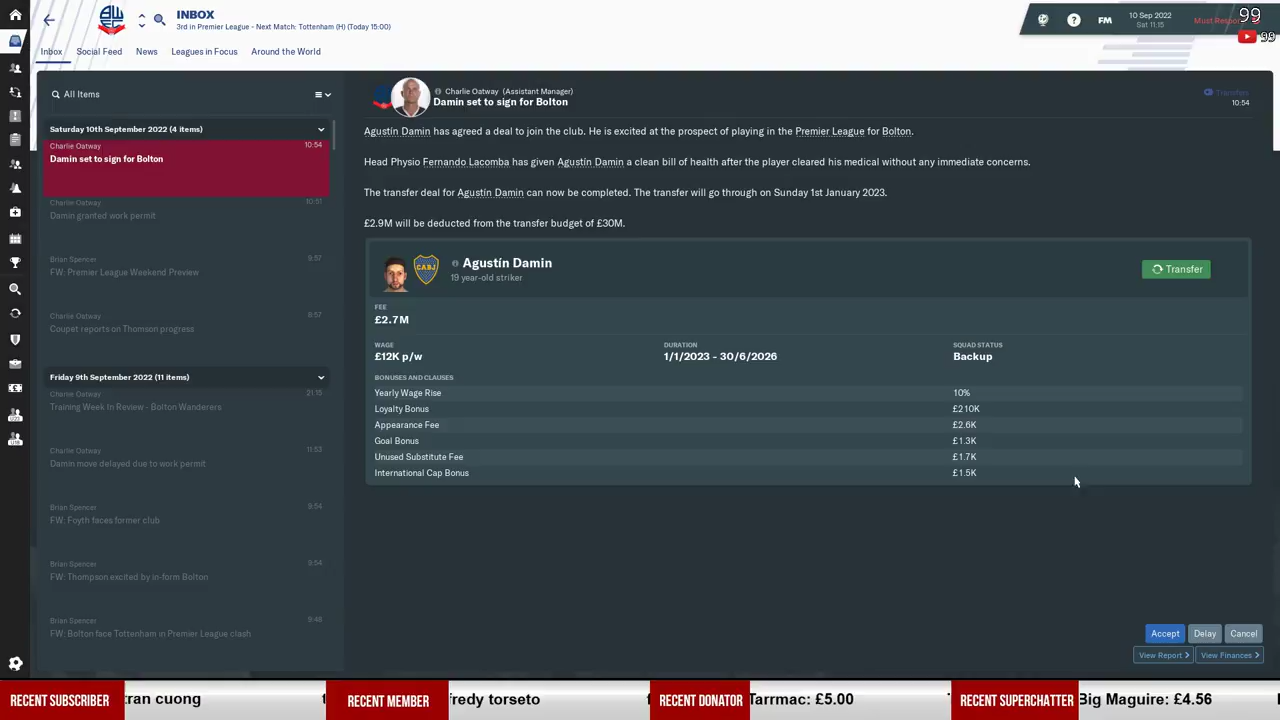 INBOX
3rd in Premier League - Next Match: Tottenham (H) (Today 15:00)
FM
10 Sep 2022
Sat 11:15
Must Resp
99
99
Inbox
Social Feed
News
Leagues in Focus
Around the World
All Items
Saturday 10th September 2022 (4 items)
Charlie Oatway
10:54
Damin set to sign for Bolton
Charlie Oatway
10:51
Damin granted work permit
Brian Spencer
9:57
FW: Premier League Weekend Preview
Charlie Oatway
8:57
Coupet reports on Thomson progress
Friday 9th September 2022 (11 items)
Charlie Oatway
21:15
Training Week In Review - Bolton Wanderers
Charlie Oatway
11:53
Damin move delayed due to work permit
Brian Spencer
9:54
FW: Foyth faces former club
Brian Spencer
9:54
FW: Thompson excited by in-form Bolton
Brian Spencer
9:48
FW: Bolton face Tottenham in Premier League clash
Charlie Oatway (Assistant Manager)
Damin set to sign for Bolton
Transfers
10:54
Agustín Damin has agreed a deal to join the club. He is excited at the prospect of playing in the Premier League for Bolton.
Head Physio Fernando Lacomba has given Agustín Damin a clean bill of health after the player cleared his medical without any immediate concerns.
The transfer deal for Agustín Damin can now be completed. The transfer will go through on Sunday 1st January 2023.
£2.9M will be deducted from the transfer budget of £30M.
CABJ
Agustín Damin
19 year-old striker
Transfer
FEE
£2.7M
WAGE
DURATION
SQUAD STATUS
£12K p/w
1/1/2023 - 30/6/2026
Backup
BONUSES AND CLAUSES
Yearly Wage Rise
10%
Loyalty Bonus
£210K
Appearance Fee
£2.6K
Goal Bonus
£1.3K
Unused Substitute Fee
£1.7K
International Cap Bonus
£1.5K
Accept
Delay
Cancel
View Report
View Finances
RECENT SUBSCRIBER
tran cuong
RECENT MEMBER
fredy torseto
RECENT DONATOR
Tarrmac: £5.00
RECENT SUPERCHATTER
Big Maguire: £4.56